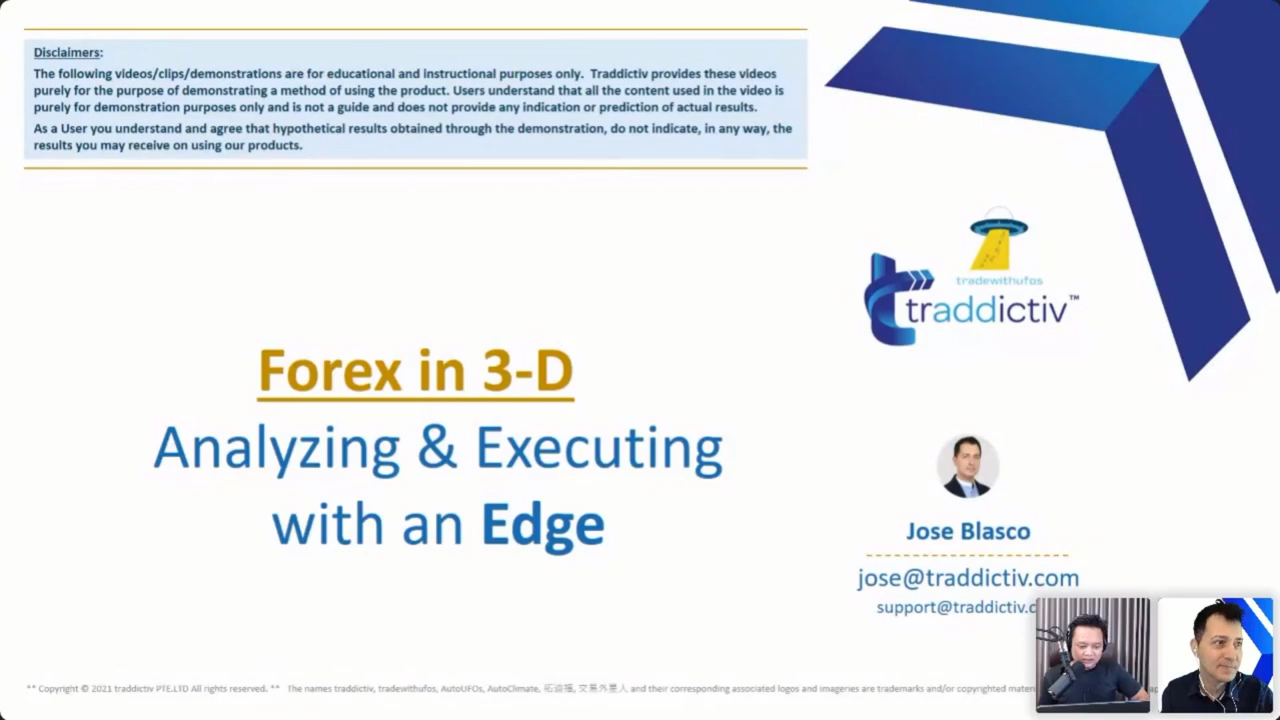 Disclaimers:
The following videos/clips/demonstrations are for educational and instructional purposes only. Traddictiv provides these videos
purely for the purpose of demonstrating a method of using the product. Users understand that all the content used in the video is
purely for demonstration purposes only and is not a guide and does not provide any indication or prediction of actual results.
As a User you understand and agree that hypothetical results obtained through the demonstration, do not indicate, in any way, the
results you may receive on using our products.
tradewithufos
traddictiv™
Forex in 3-D
Analyzing & Executing
with an Edge
Jose Blasco
jose@traddictiv.com
support@traddictiv.c
** Copyright © 2021 traddictiv PTE.LTD All rights reserved. ** The names traddictiv, tradewithufos, AutoUFOs, AutoClimate, 交易外星人 and their corresponding associated logos and imageries are trademarks and/or copyrighted